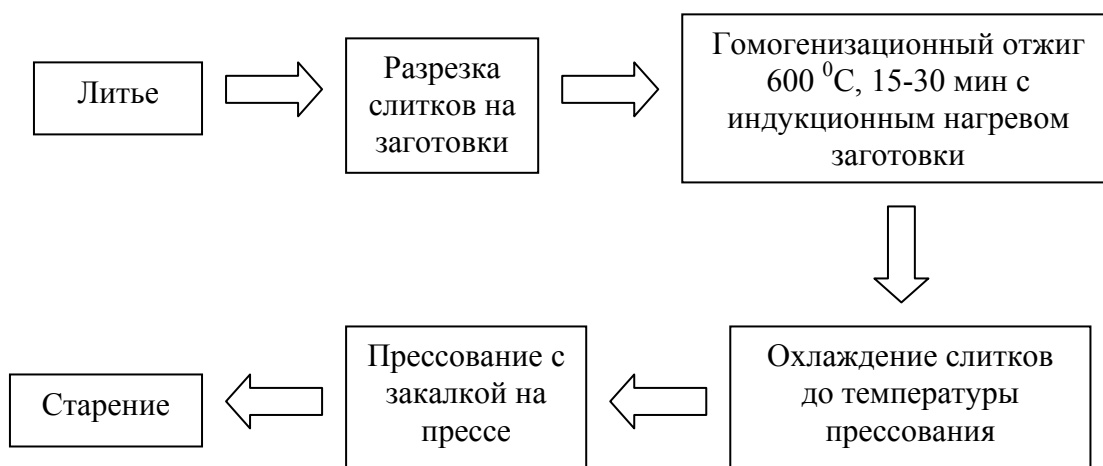 Литье
Разрезка
слитков на
заготовки
Гомогенизационный отжиг
600 ⁰С, 15-30 мин с
индукционным нагревом
заготовки
Охлаждение слитков
до температуры
прессования
Прессование с
закалкой на
прессе
Старение